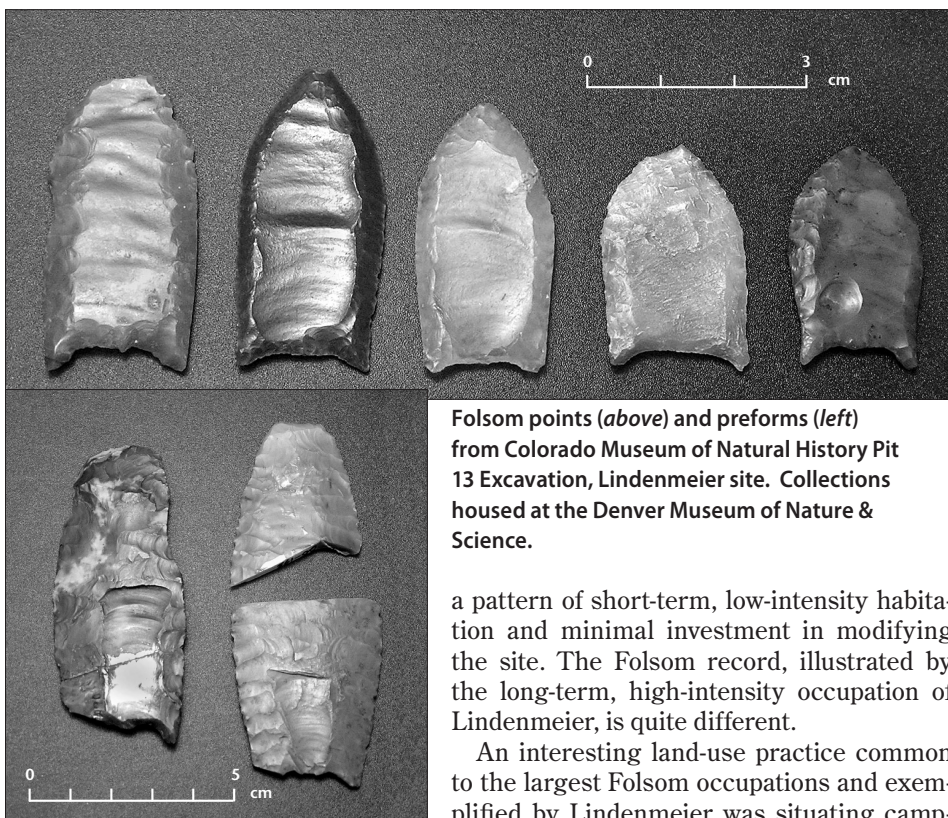 0 3
cm
Folsom points (above) and preforms (left)
from Colorado Museum of Natural History Pit
13 Excavation, Lindenmeier site. Collections
housed at the Denver Museum of Nature &
Science.
a pattern of short-term, low-intensity habita-
tion and minimal investment in modifying
the site. The Folsom record, illustrated by
the long-term, high-intensity occupation of
Lindenmeier, is quite different.
An interesting land-use practice common
to the largest Folsom occupations and exem-
plified by Lindenmeier was situating camp-
0 5
cm